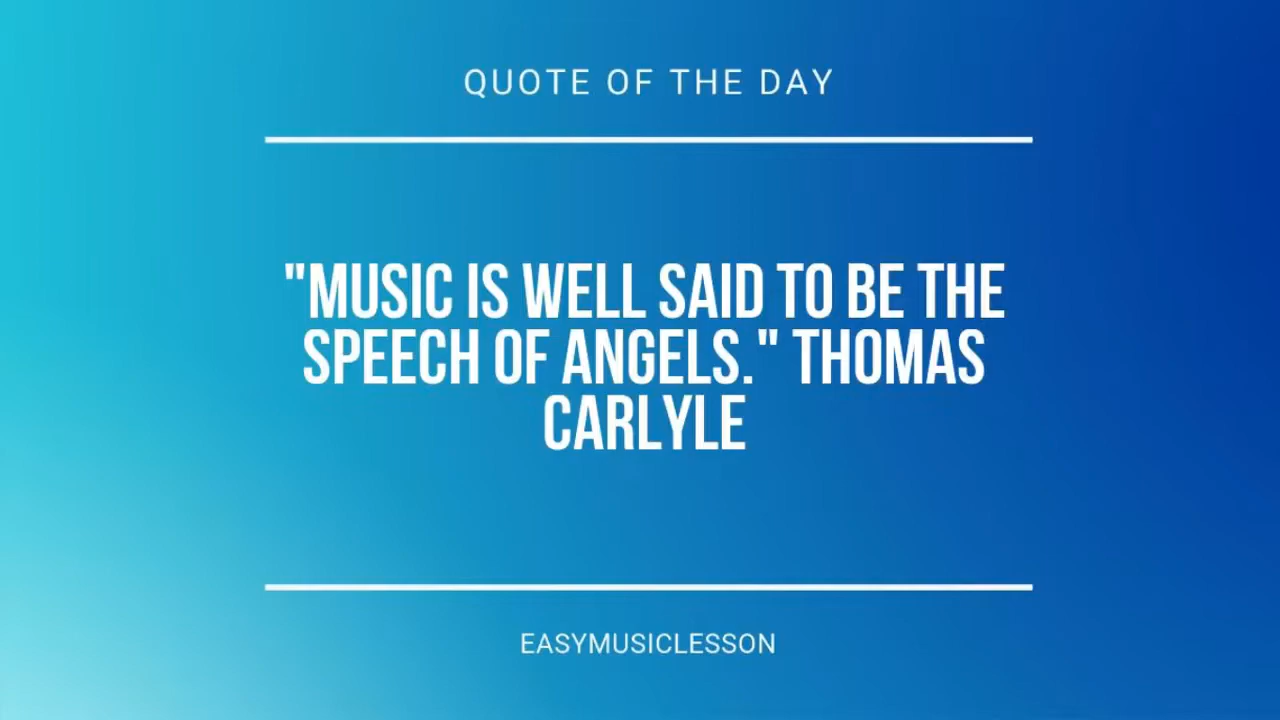 QUOTE OF THE DAY
"MUSIC IS WELL SAID TO BE THE
SPEECH OF ANGELS." THOMAS
CARLYLE
EASYMUSICLESSON